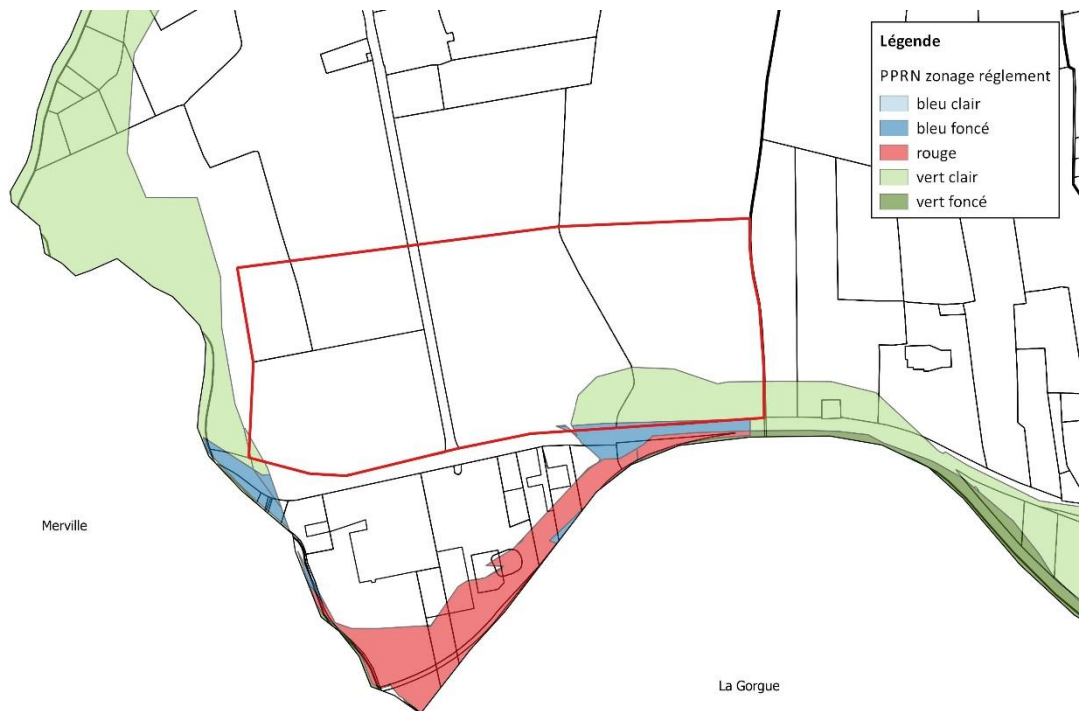 Légende
PPRN zonage réglement
bleu clair
bleu foncé
rouge
vert clair
vert foncé
Merville
La Gorgue